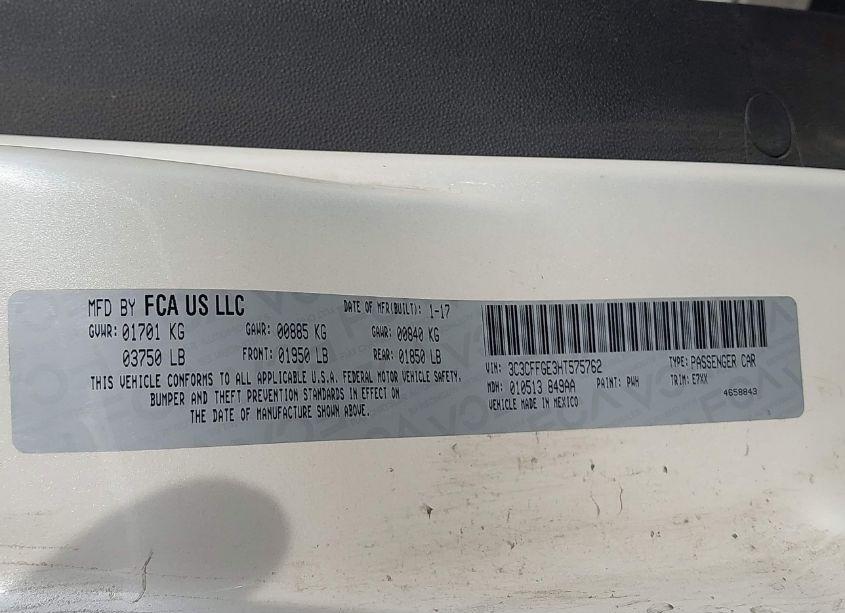 MFD BY FCA US LLC DATE OF MFR(BUILT): 1-17
GVWR: 01701 KG GAWR: 00885 KG GAWR: 00840 KG
03750 LB FRONT: 01950 LB REAR: 01850 LB
THIS VEHICLE CONFORMS TO ALL APPLICABLE U.S.A. FEDERAL MOTOR VEHICLE SAFETY,
BUMPER AND THEFT PREVENTION STANDARDS IN EFFECT ON
THE DATE OF MANUFACTURE SHOWN ABOVE.
VIN: 3C3CFFGE3HT575762 TYPE: PASSENGER CAR
MDH: 010513 849AA PAINT: PWH TRIM: E7XX
VEHICLE MADE IN MEXICO 4658843